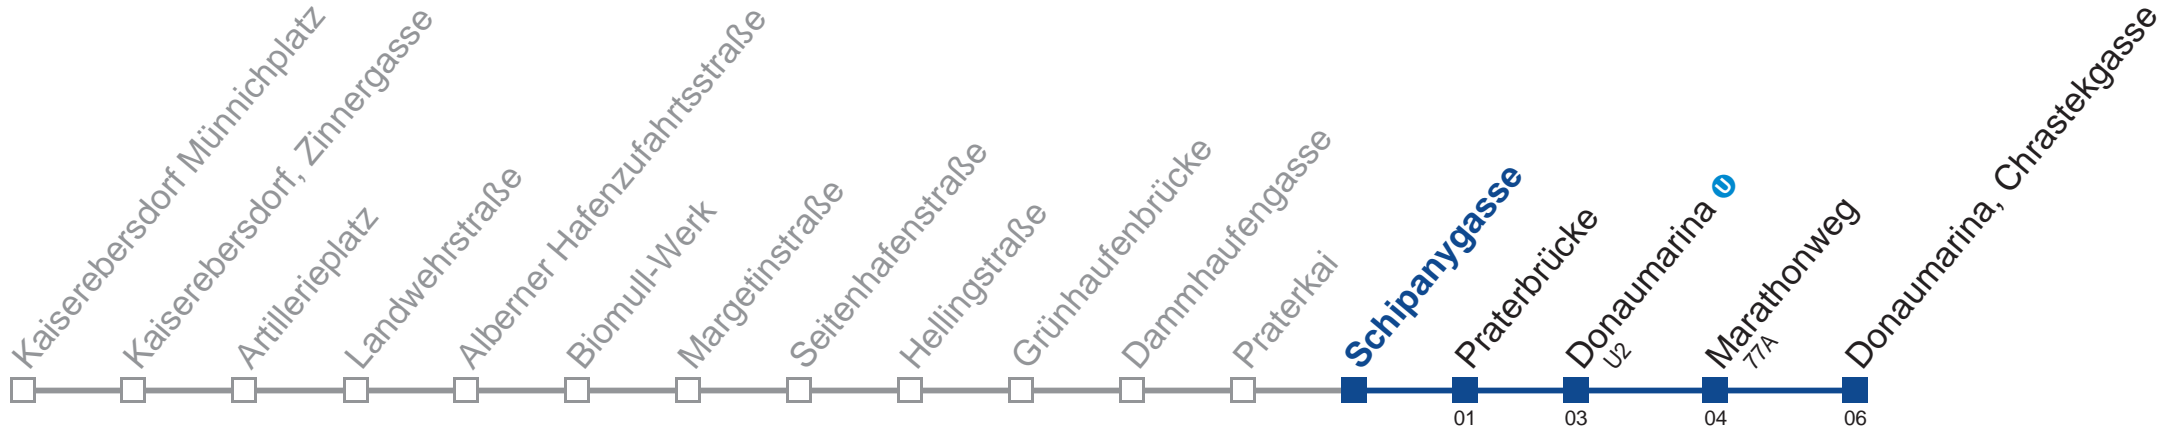 Kaiserebersdorf Münnichplatz
Kaiserebersdorf, Zinnergasse
Artillerieplatz
Landwehrstraße
Alberner Hafenzufahrtsstraße
Biomull-Werk
Margetinstraße
Seitenhafenstraße
Hellingstraße
Grünhaufenbrücke
Dammhaufengasse
Praterkai
Schipanygasse
Praterbrücke
01
Donaumarina U
U2
03
Marathonweg
77A
04
Donaumarina, Chrastekgasse
06